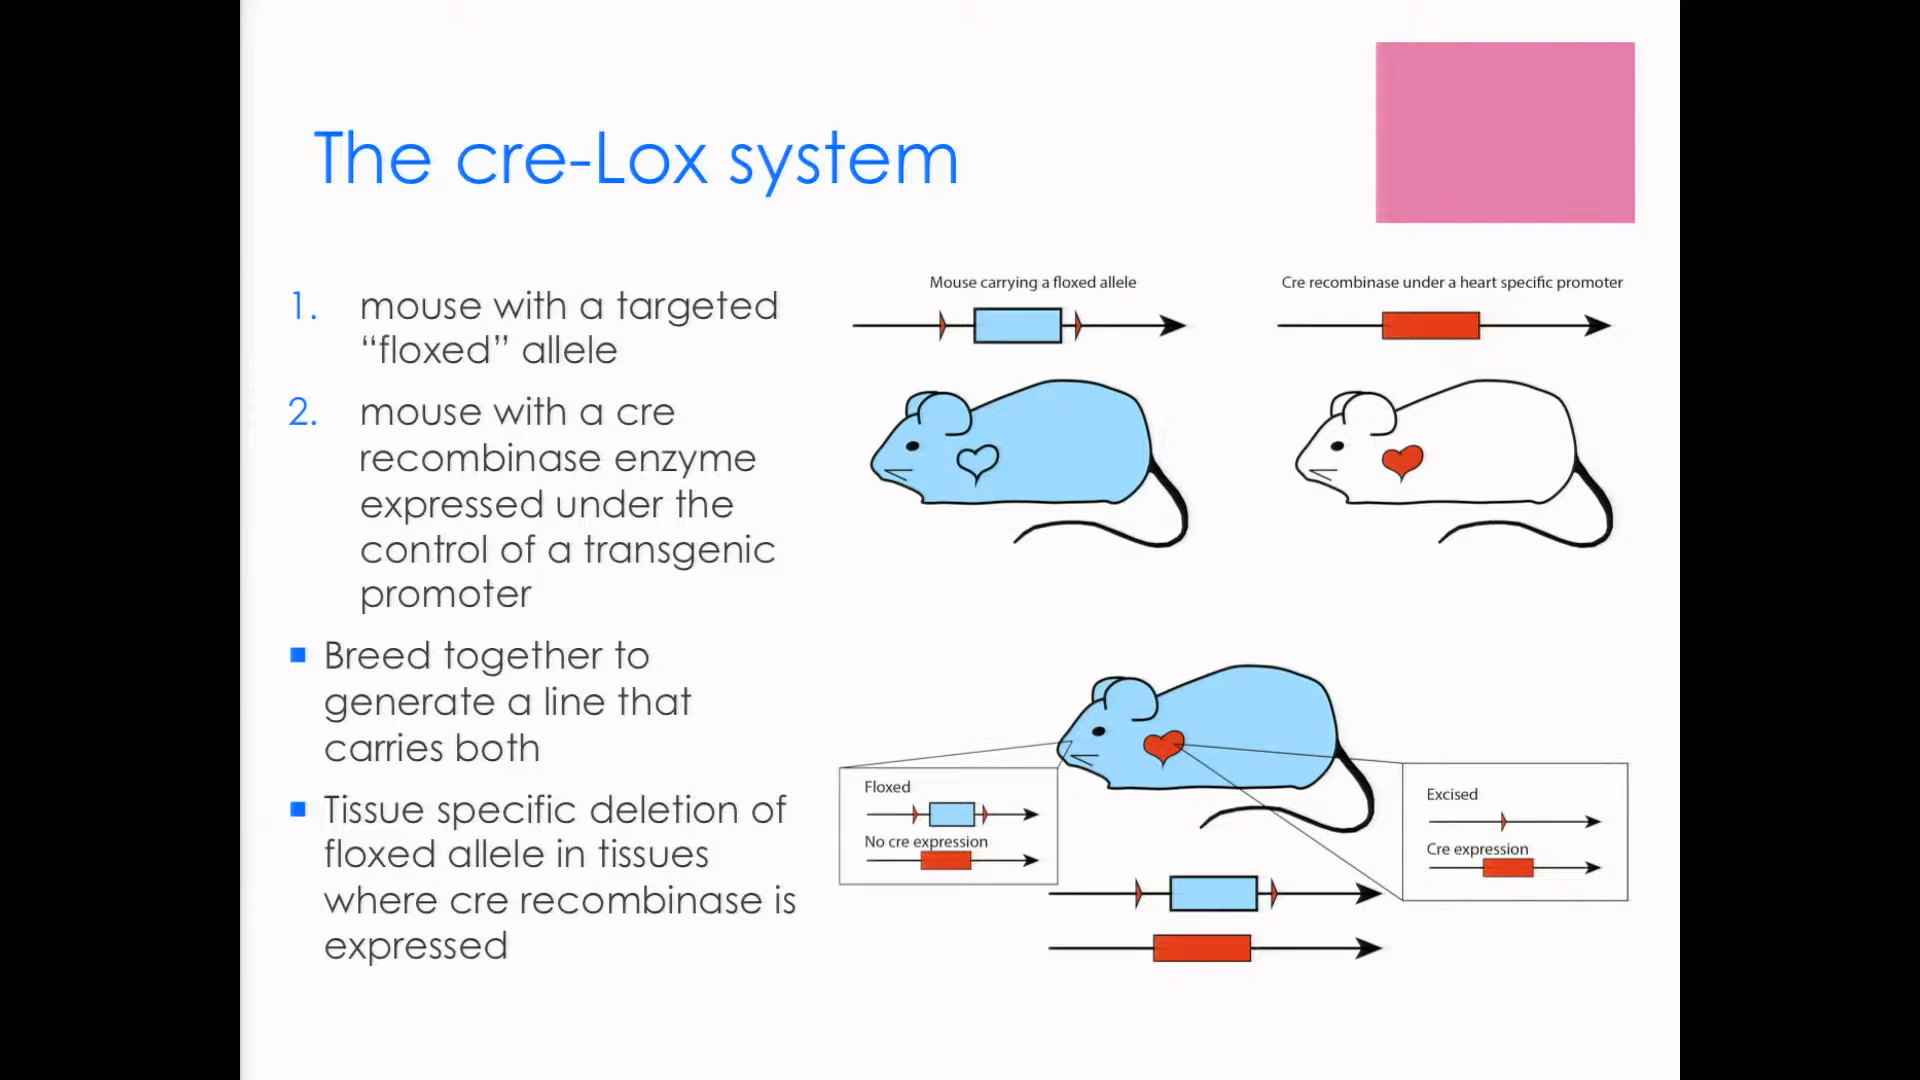 The cre-Lox system
1. mouse with a targeted
“floxed” allele
2. mouse with a cre
recombinase enzyme
expressed under the
control of a transgenic
promoter
Breed together to
generate a line that
carries both
Tissue specific deletion of
floxed allele in tissues
where cre recombinase is
expressed
Mouse carrying a floxed allele
Cre recombinase under a heart specific promoter
Floxed
No cre expression
Excised
Cre expression